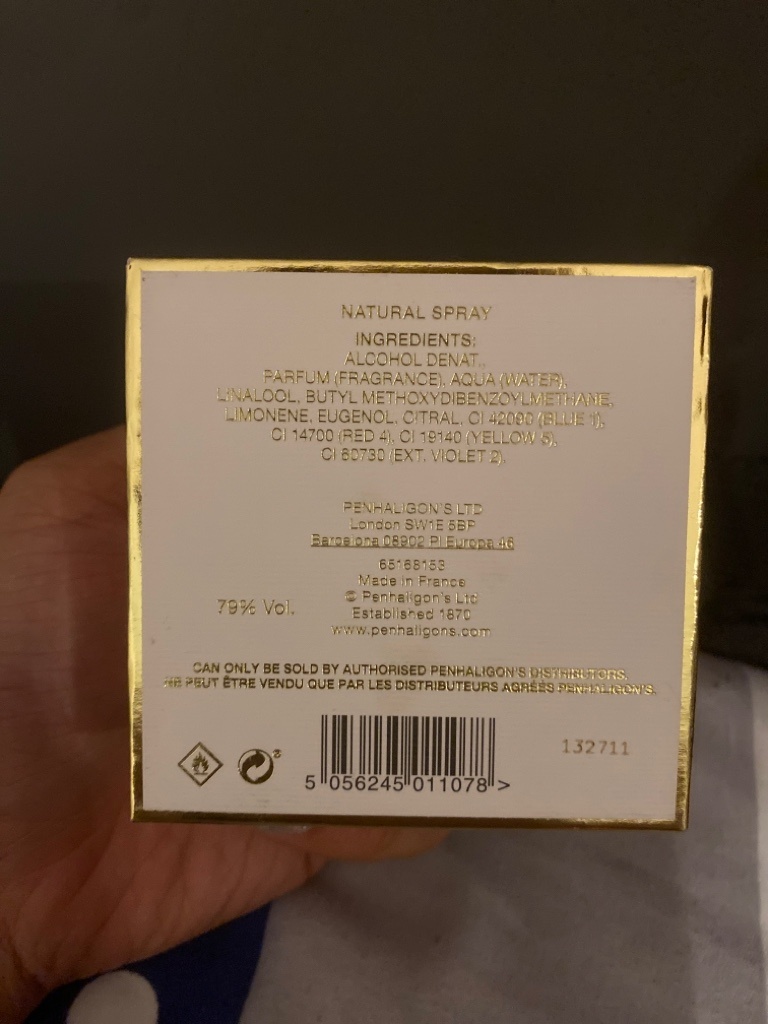 NATURAL SPRAY
INGREDIENTS:
ALCOHOL DENAT.,
PARFUM (FRAGRANCE), AQUA (WATER),
LINALOOL, BUTYL METHOXYDIBENZOYLMETHANE,
LIMONENE, EUGENOL, CITRAL, CI 42090 (BLUE 1),
CI 14700 (RED 4), CI 19140 (YELLOW 5),
CI 60730 (EXT. VIOLET 2).
PENHALIGON'S LTD
London SW1E 5BP
Barcelona 08902 Pl Europa 46
65168153
Made in France
© Penhaligon's Ltd
Established 1870
www.penhaligons.com
79% Vol.
CAN ONLY BE SOLD BY AUTHORISED PENHALIGON'S DISTRIBUTORS.
NE PEUT ÊTRE VENDU QUE PAR LES DISTRIBUTEURS AGRÉÉS PENHALIGON'S.
132711
5 056245 011078 >